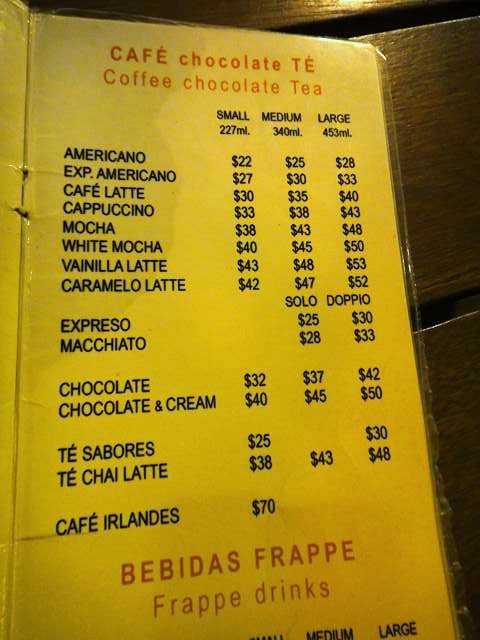 CAFÉ chocolate TÉ
Coffee chocolate Tea
SMALL MEDIUM LARGE
227ml. 340ml. 453ml.
AMERICANO $22 $25 $28
EXP. AMERICANO $27 $30 $33
CAFÉ LATTE $30 $35 $40
CAPPUCCINO $33 $38 $43
MOCHA $38 $43 $48
WHITE MOCHA $40 $45 $50
VAINILLA LATTE $43 $48 $53
CARAMELO LATTE $42 $47 $52
SOLO DOPPIO
EXPRESO $25 $30
MACCHIATO $28 $33
CHOCOLATE $32 $37 $42
CHOCOLATE & CREAM $40 $45 $50
TÉ SABORES $25 $30
TÉ CHAI LATTE $38 $43 $48
CAFÉ IRLANDES $70
BEBIDAS FRAPPE
Frappe drinks
SMALL MEDIUM LARGE